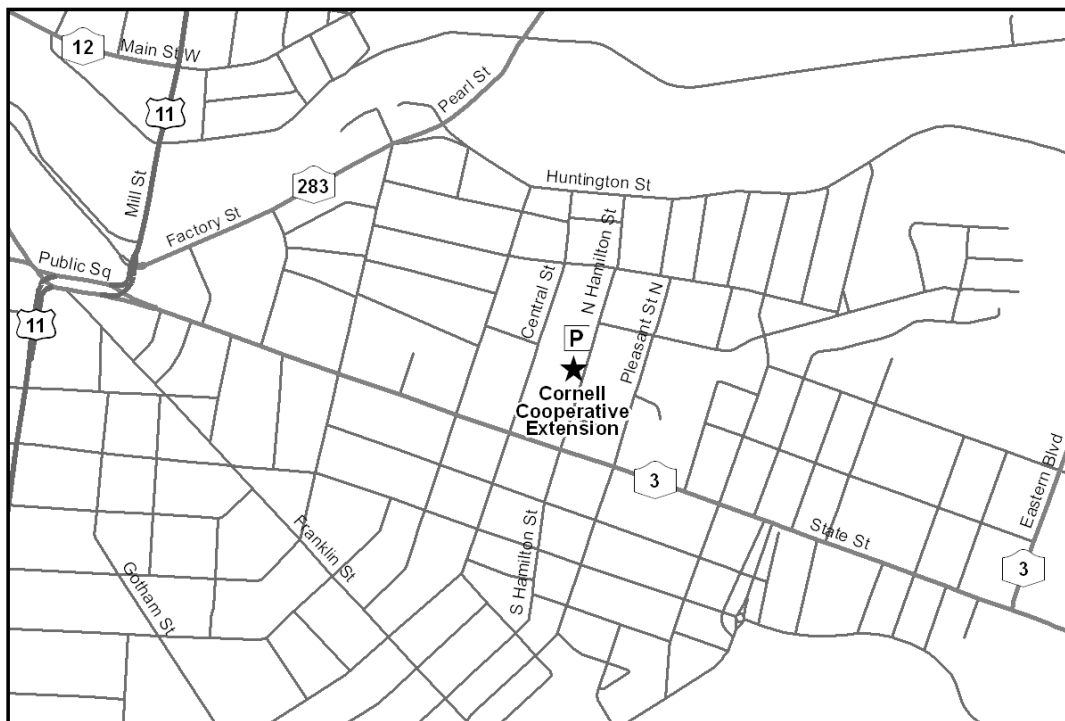 12
Main St W
11
Mill St
Pearl St
283
Factory St
Huntington St
Public Sq
11
Central St
N Hamilton St
Pleasant St N
P
Cornell
Cooperative
Extension
3
State St
Eastern Blvd
3
Franklin St
S Hamilton St
Gotham St